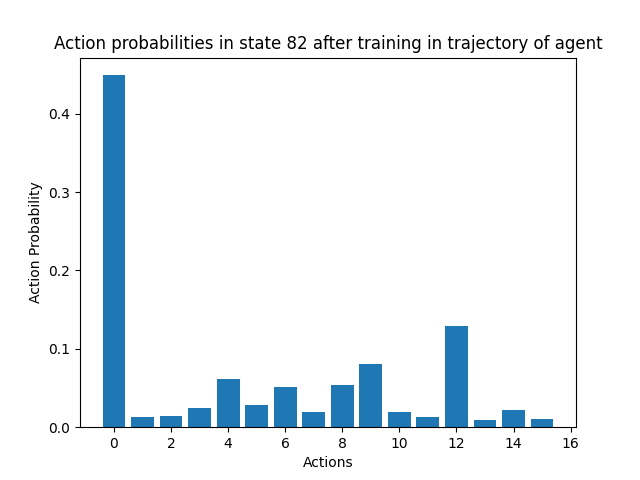 Action probabilities in state 82 after training in trajectory of agent
0.4
0.3
0.2
0.1
0.0
Action Probability
0 2 4 6 8 10 12 14 16
Actions